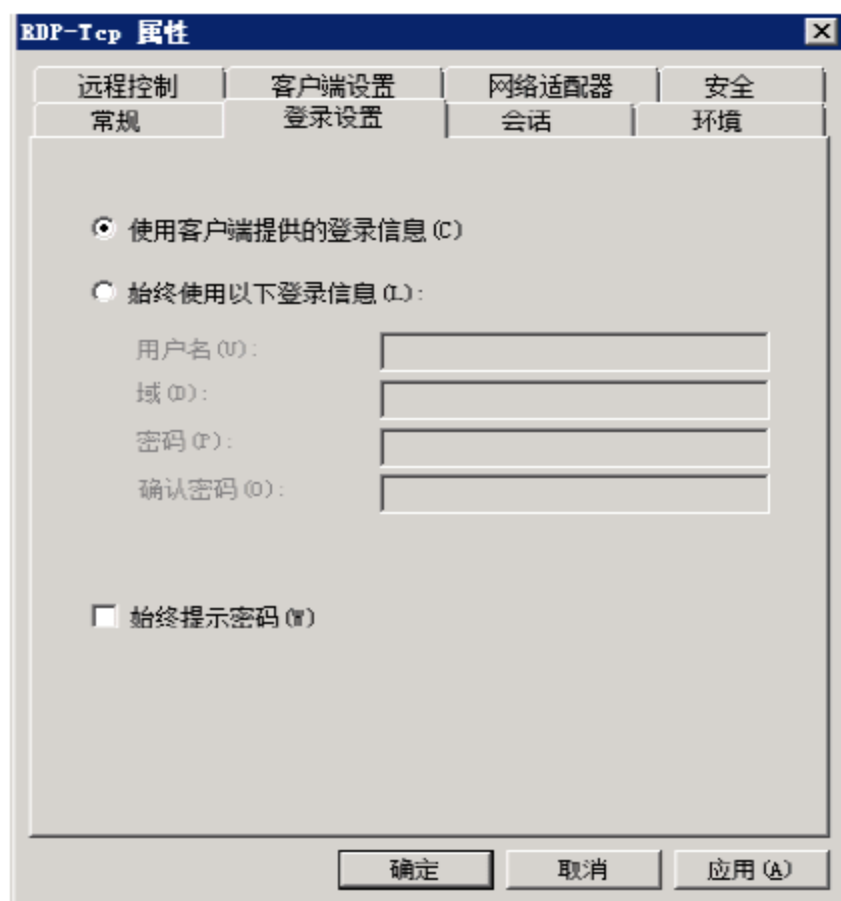 RDP-Tcp 属性
远程控制 客户端设置 网络适配器 安全
常规 登录设置 会话 环境
使用客户端提供的登录信息(C)
始终使用以下登录信息(L):
用户名(U):
域(D):
密码(P):
确认密码(O):
始终提示密码(W)
确定 取消 应用(A)